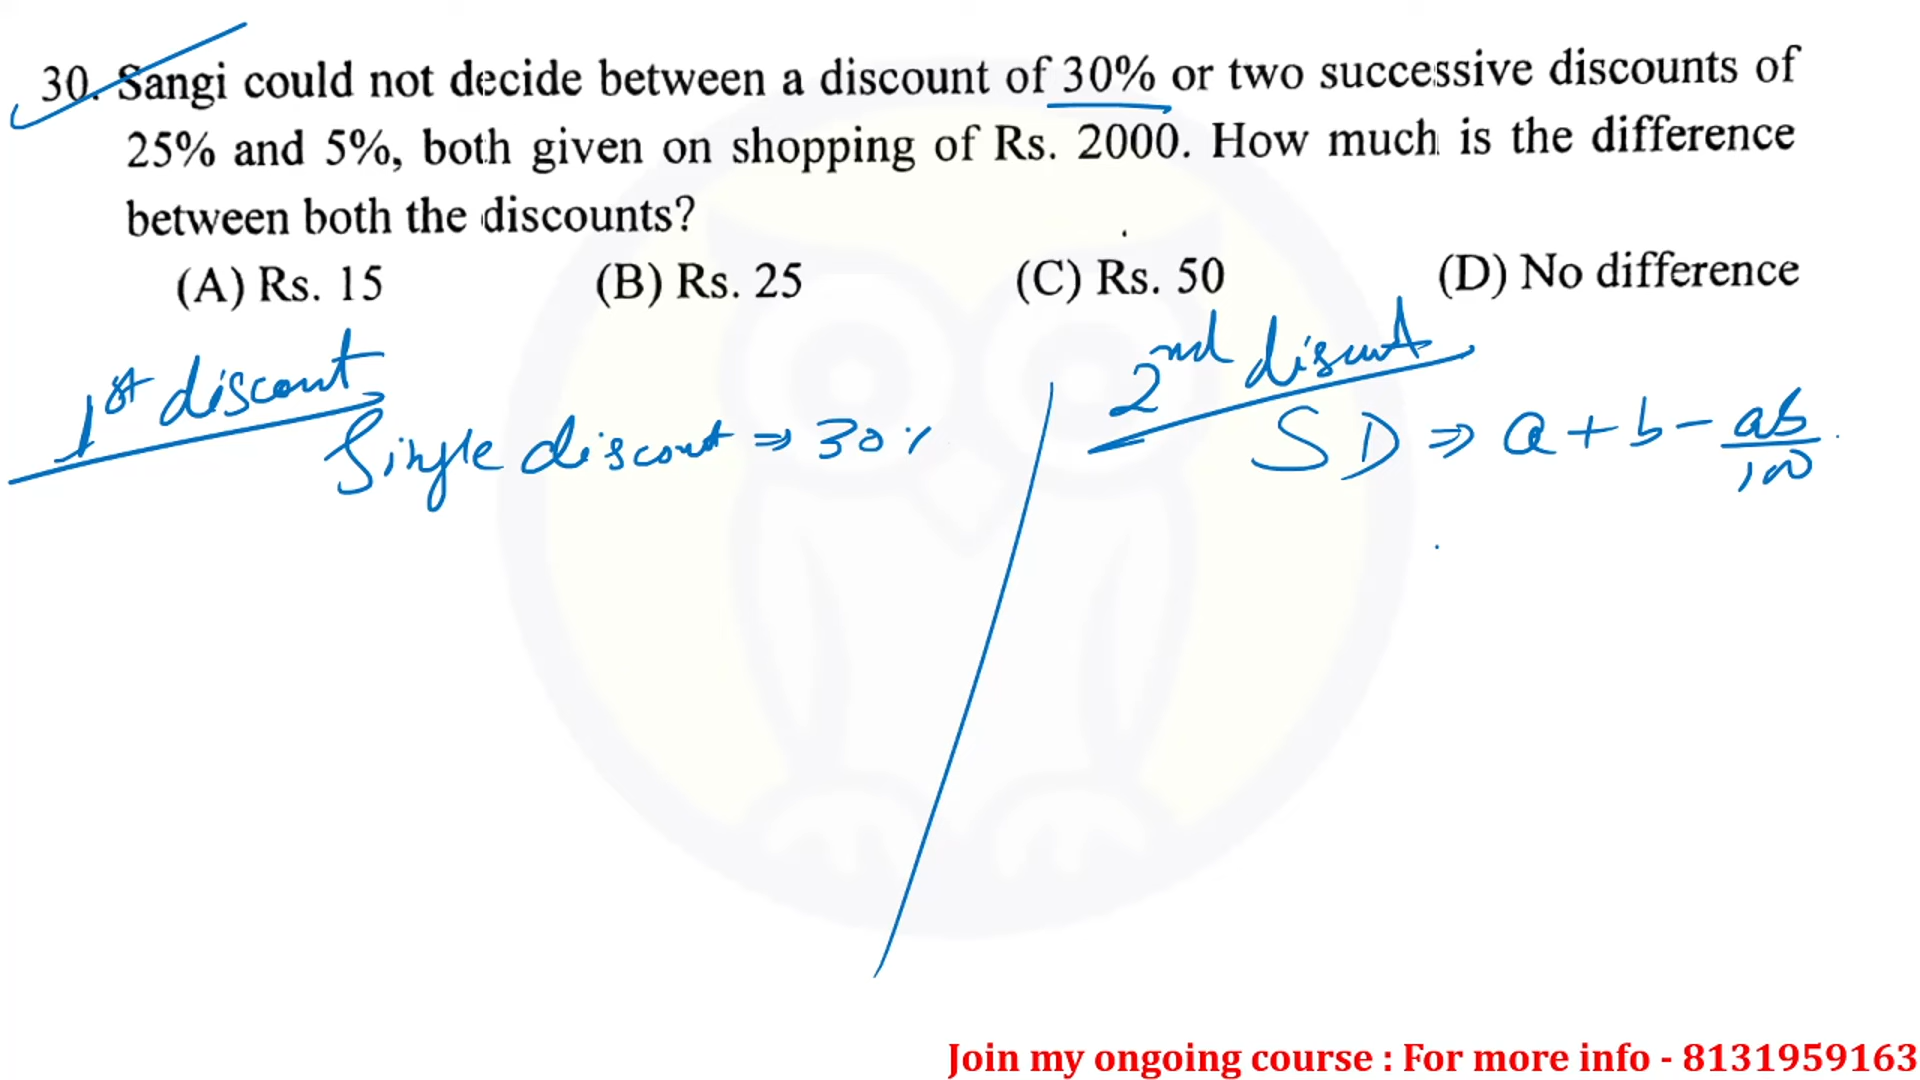 30. Sangi could not decide between a discount of 30% or two successive discounts of
25% and 5%, both given on shopping of Rs. 2000. How much is the difference
between both the discounts?
(A) Rs. 15 (B) Rs. 25 (C) Rs. 50 (D) No difference
1st discount
Single discount ⇒ 30%
2nd discount
SD ⇒ a + b - ab/100
Join my ongoing course : For more info - 8131959163